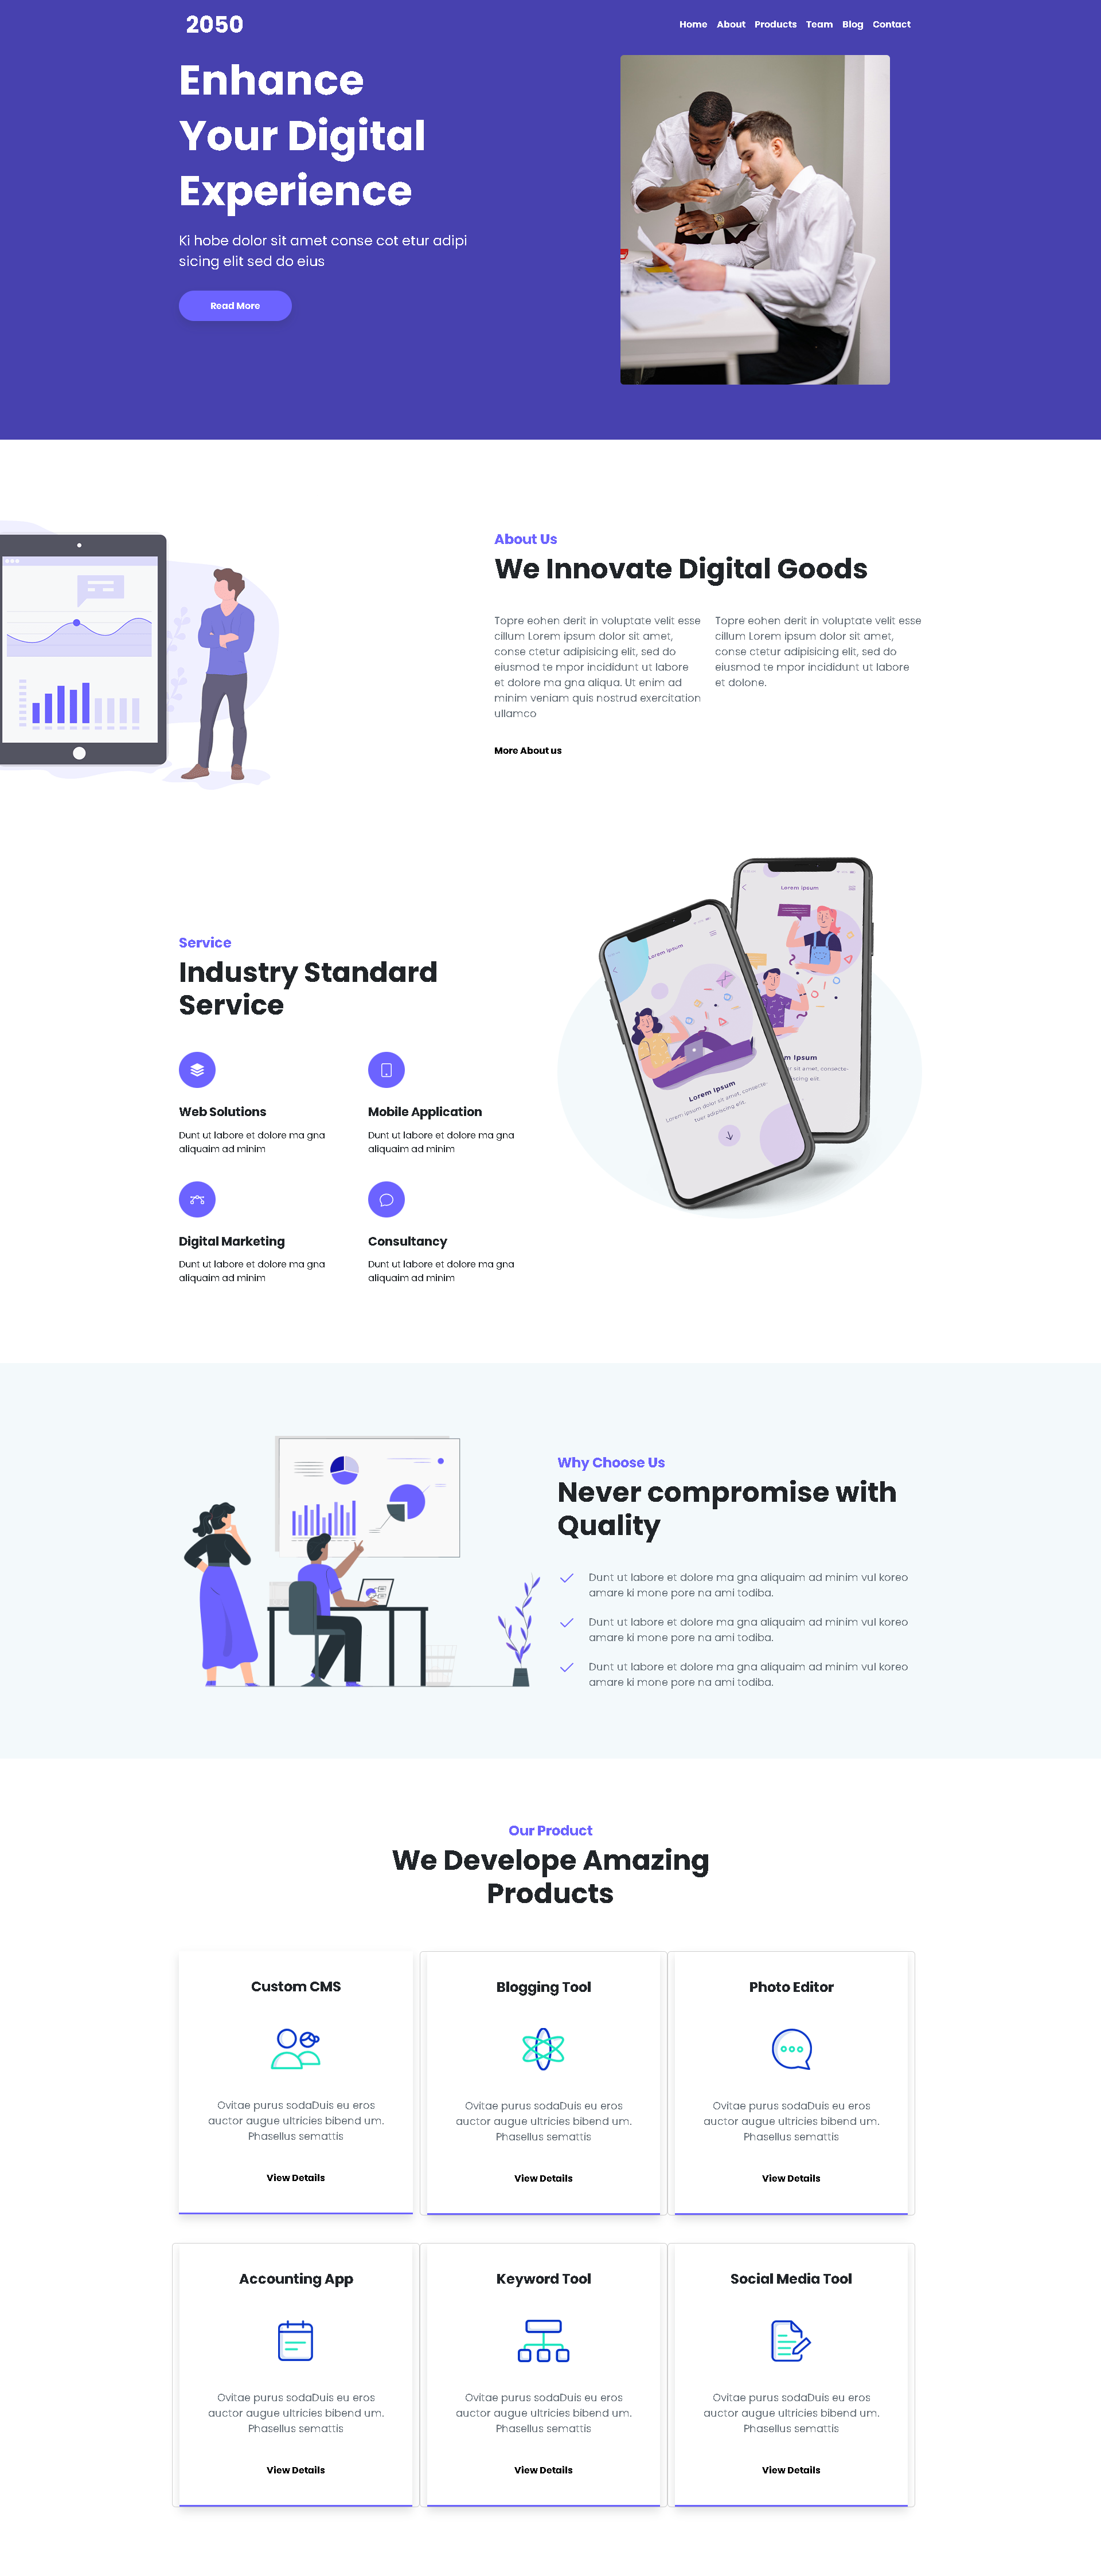 2050
Home About Products Team Blog Contact
Enhance
Your Digital
Experience
Ki hobe dolor sit amet conse cot etur adipi
sicing elit sed do eius
Read More
About Us
We Innovate Digital Goods
Topre eohen derit in voluptate velit esse
cillum Lorem ipsum dolor sit amet,
conse ctetur adipisicing elit, sed do
eiusmod te mpor incididunt ut labore
et dolore ma gna aliqua. Ut enim ad
minim veniam quis nostrud exercitation
ullamco
Topre eohen derit in voluptate velit esse
cillum Lorem ipsum dolor sit amet,
conse ctetur adipisicing elit, sed do
eiusmod te mpor incididunt ut labore
et dolone.
More About us
Service
Industry Standard
Service
Web Solutions
Dunt ut labore et dolore ma gna
aliquaim ad minim
Mobile Application
Dunt ut labore et dolore ma gna
aliquaim ad minim
Digital Marketing
Dunt ut labore et dolore ma gna
aliquaim ad minim
Consultancy
Dunt ut labore et dolore ma gna
aliquaim ad minim
Lorem Ipsum
Lorem Ipsum
Lorem Ipsum
Lorem ipsum dolor sit amet, consecte-
tuer adipiscing elit.
m Ipsum
sit amet, consecte-
iscing elit
Why Choose Us
Never compromise with
Quality
Dunt ut labore et dolore ma gna aliquaim ad minim vul koreo
amare ki mone pore na ami todiba.
Dunt ut labore et dolore ma gna aliquaim ad minim vul koreo
amare ki mone pore na ami todiba.
Dunt ut labore et dolore ma gna aliquaim ad minim vul koreo
amare ki mone pore na ami todiba.
Our Product
We Develope Amazing
Products
Custom CMS
Ovitae purus sodaDuis eu eros
auctor augue ultricies bibend um.
Phasellus semattis
View Details
Blogging Tool
Ovitae purus sodaDuis eu eros
auctor augue ultricies bibend um.
Phasellus semattis
View Details
Photo Editor
Ovitae purus sodaDuis eu eros
auctor augue ultricies bibend um.
Phasellus semattis
View Details
Accounting App
Ovitae purus sodaDuis eu eros
auctor augue ultricies bibend um.
Phasellus semattis
View Details
Keyword Tool
Ovitae purus sodaDuis eu eros
auctor augue ultricies bibend um.
Phasellus semattis
View Details
Social Media Tool
Ovitae purus sodaDuis eu eros
auctor augue ultricies bibend um.
Phasellus semattis
View Details